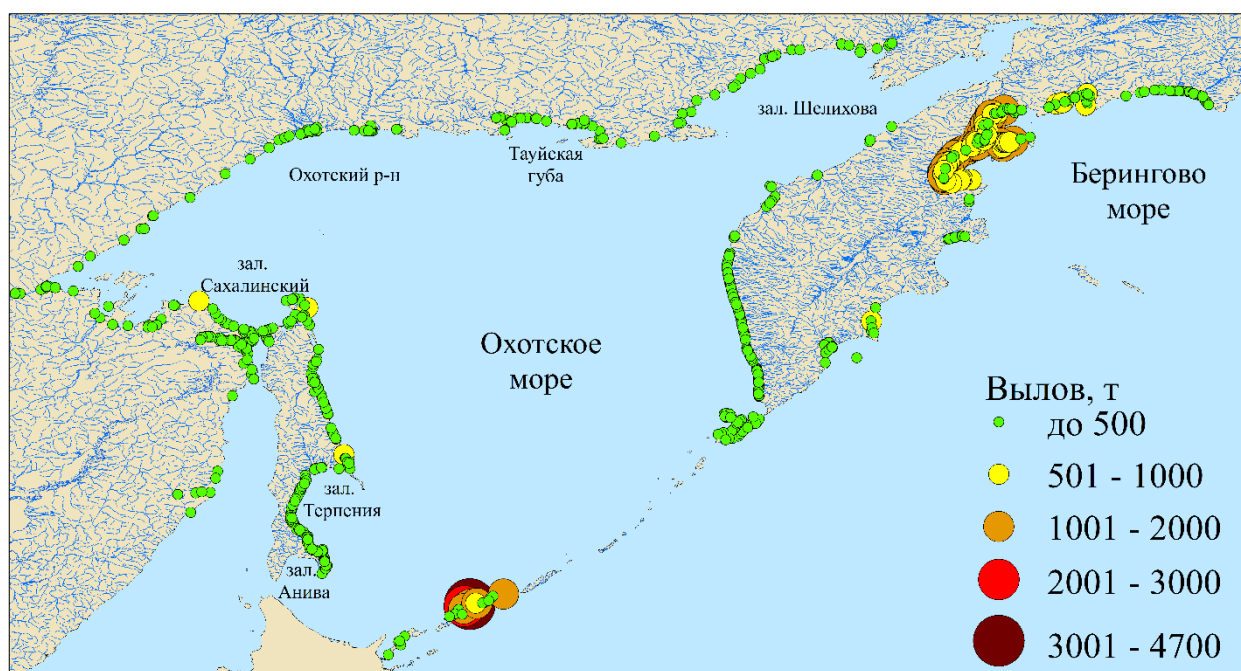 зал. Шелихова
Тауйская
губа
Охотский р-н
Берингово
море
зал.
Сахалинский
Охотское
море
зал.
Терпения
зал.
Анива
Вылов, т
до 500
501 - 1000
1001 - 2000
2001 - 3000
3001 - 4700